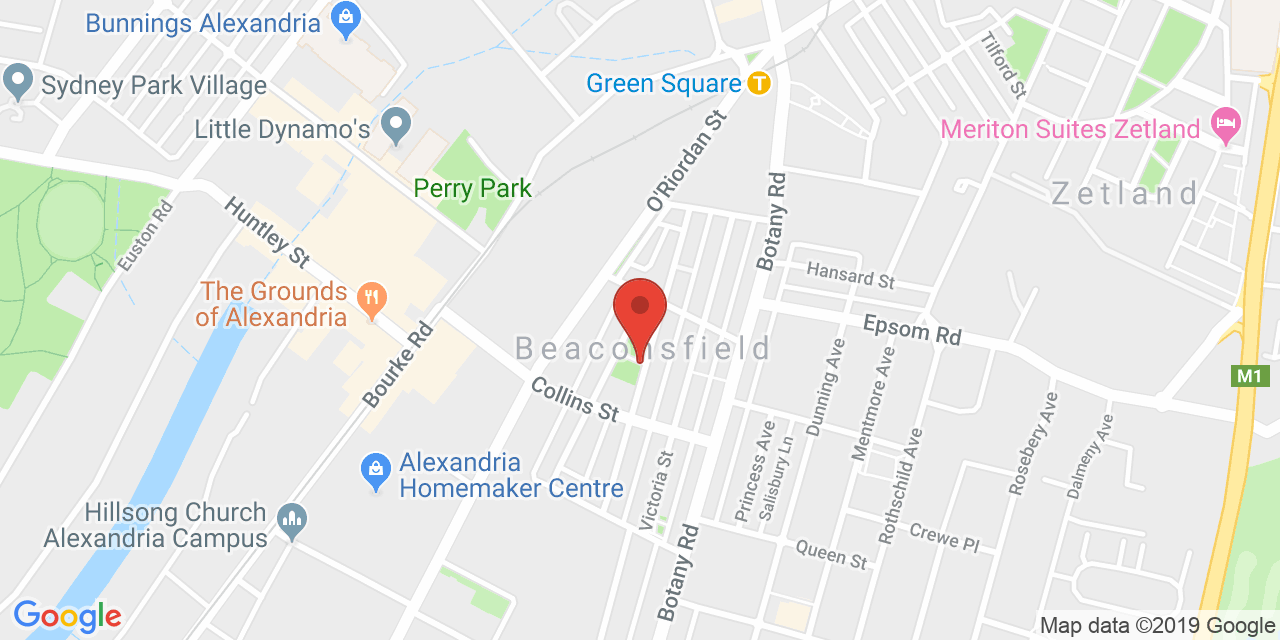 Bunnings Alexandria
Sydney Park Village
Green Square
T
Tilford St
Little Dynamo's
Meriton Suites Zetland
Perry Park
O'Riordan St
Zetland
Euston Rd
Huntley St
Botany Rd
Hansard St
The Grounds
of Alexandria
Epsom Rd
Beaconsfield
Bourke Rd
M1
Collins St
Dunning Ave
Mentmore Ave
Princess Ave
Salisbury Ln
Rothschild Ave
Rosebery Ave
Dalmeny Ave
Alexandria
Homemaker Centre
Victoria St
Hillsong Church
Alexandria Campus
Crewe Pl
Queen St
Botany Rd
Google
Map data ©2019 Google